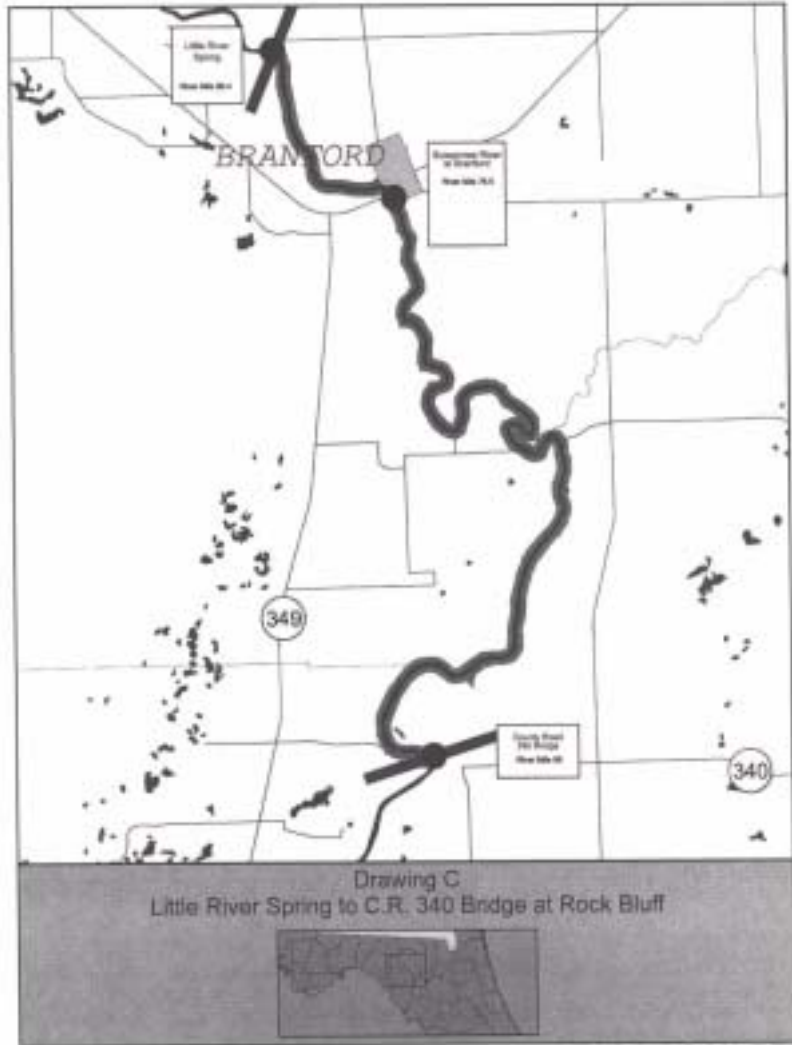 Little River
Spring
BRANFORD
Suwannee River
at Branford
349
County Road
340 Bridge
340
Drawing C
Little River Spring to C.R. 340 Bridge at Rock Bluff